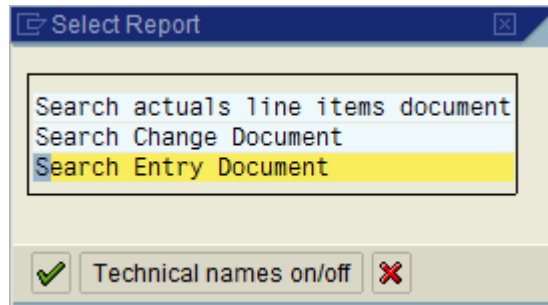 Select Report
Search actuals line items document
Search Change Document
Search Entry Document
Technical names on/off